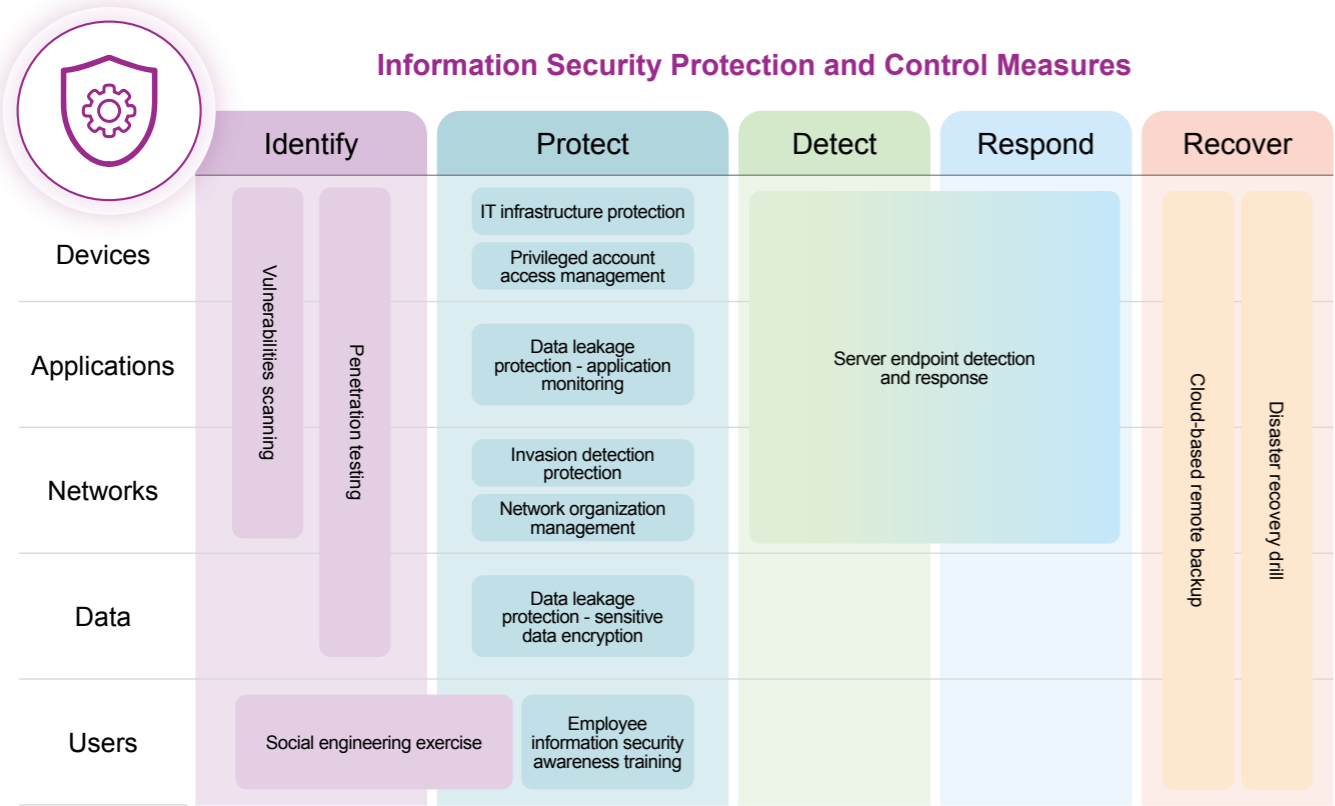 Information Security Protection and Control Measures
Identify
Protect
Detect
Respond
Recover
Devices
Applications
Networks
Data
Users
Vulnerabilities scanning
Penetration testing
Social engineering exercise
IT infrastructure protection
Privileged account
access management
Data leakage
protection - application
monitoring
Invasion detection
protection
Network organization
management
Data leakage
protection - sensitive
data encryption
Employee
information security
awareness training
Server endpoint detection
and response
Cloud-based remote backup
Disaster recovery drill